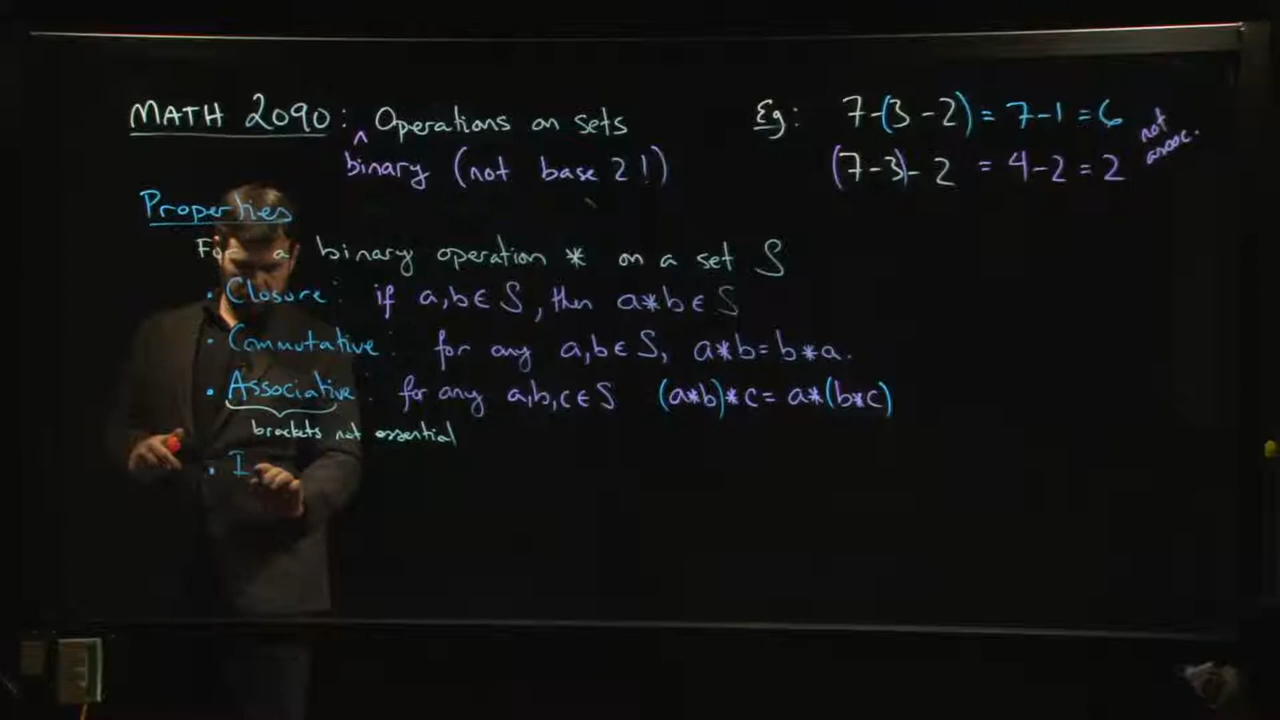 MATH 2090: ^ Operations on sets
binary (not base 2!)
Properties
For a binary operation * on a set S
• Closure: if a,b ∈ S, then a*b ∈ S
• Commutative: for any a,b ∈ S, a*b = b*a.
• Associative: for any a,b,c ∈ S (a*b)*c = a*(b*c)
brackets not essential
• I
Eg: 7-(3-2) = 7-1 = 6
(7-3)-2 = 4-2 = 2
not
assoc.